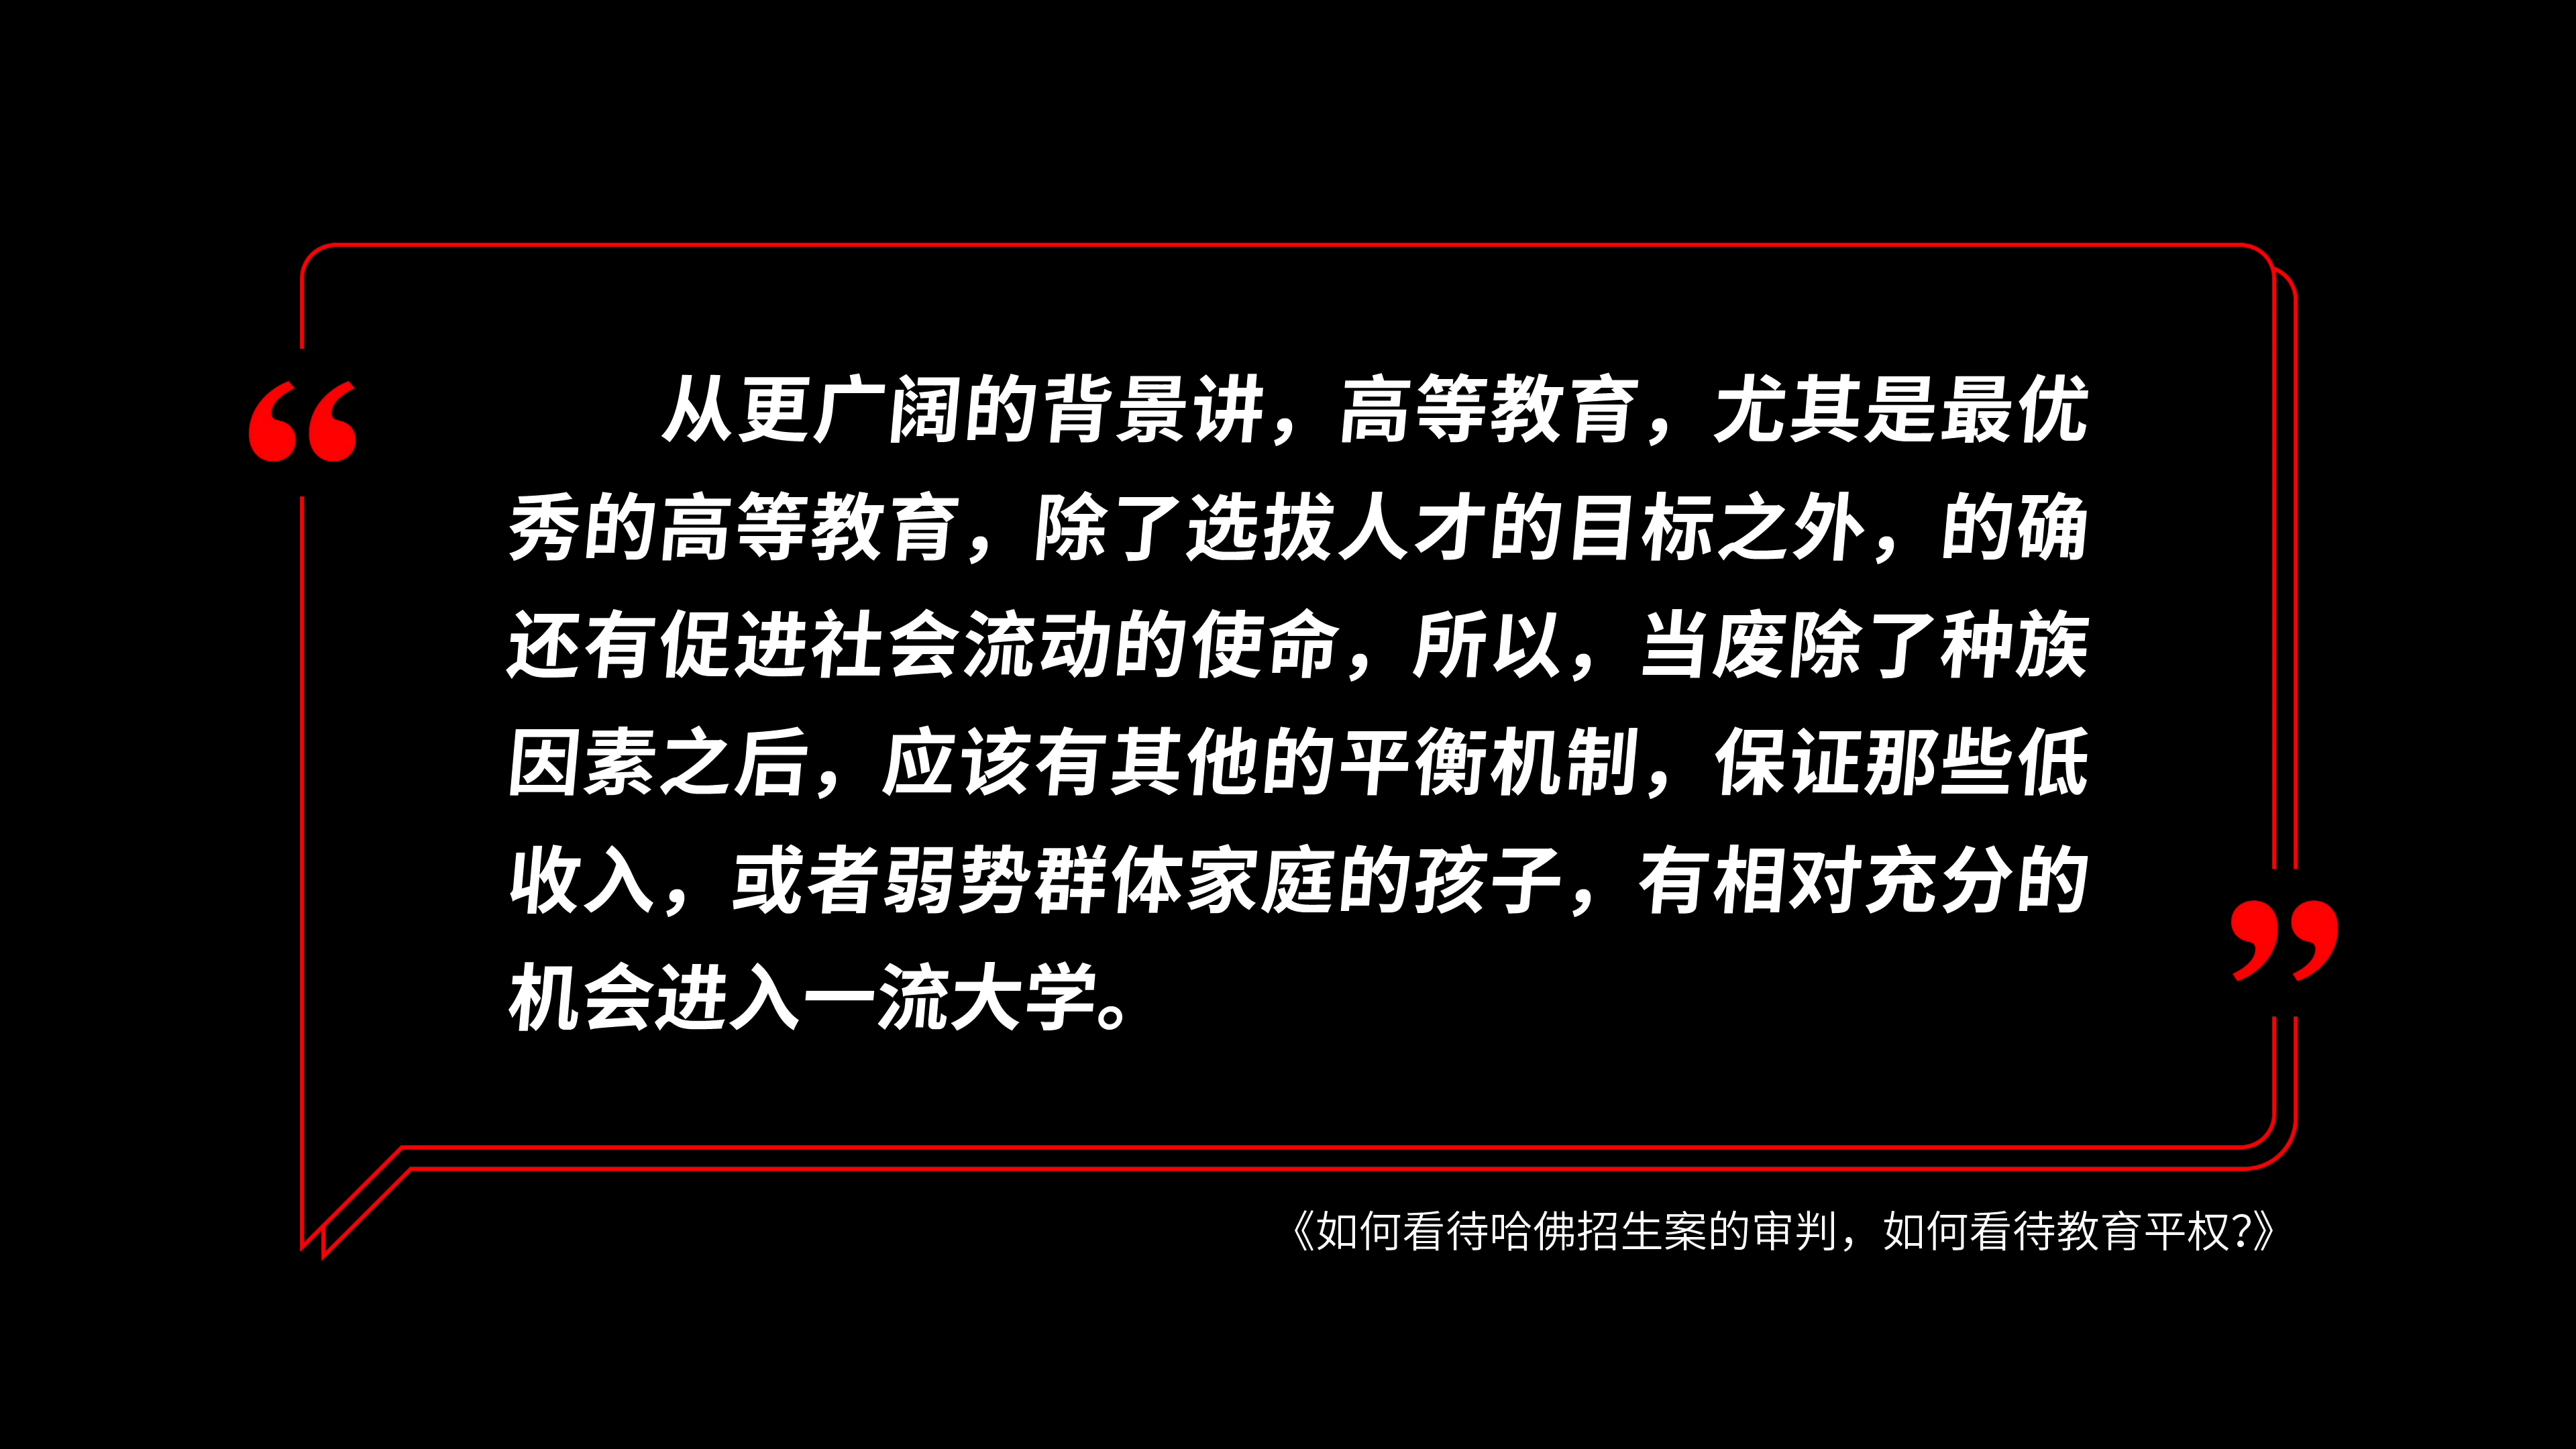 从更广阔的背景讲，高等教育，尤其是最优
秀的高等教育，除了选拔人才的目标之外，的确
还有促进社会流动的使命，所以，当废除了种族
因素之后，应该有其他的平衡机制，保证那些低
收入，或者弱势群体家庭的孩子，有相对充分的
机会进入一流大学。
《如何看待哈佛招生案的审判，如何看待教育平权？》